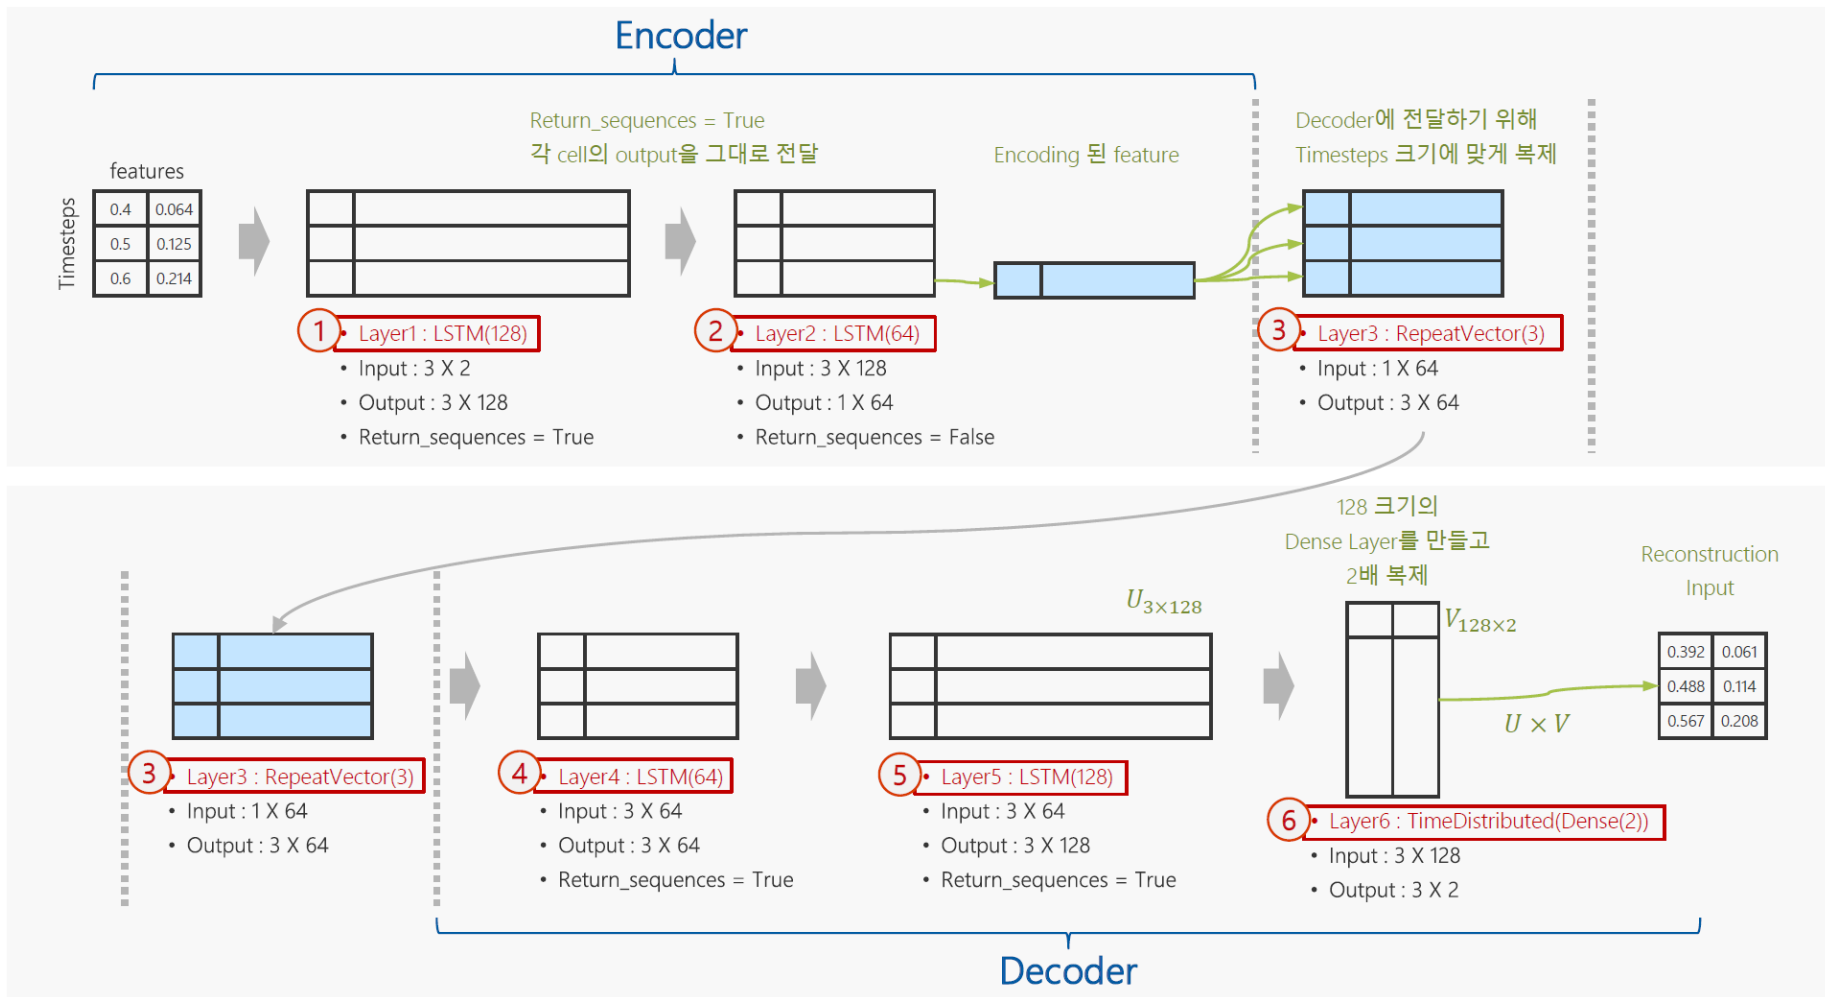 Encoder
Return_sequences = True
각 cell의 output을 그대로 전달
Encoding 된 feature
Decoder에 전달하기 위해
Timesteps 크기에 맞게 복제
features
Timesteps
0.4 0.064
0.5 0.125
0.6 0.214
1 • Layer1 : LSTM(128)
• Input : 3 X 2
• Output : 3 X 128
• Return_sequences = True
2 • Layer2 : LSTM(64)
• Input : 3 X 128
• Output : 1 X 64
• Return_sequences = False
3 • Layer3 : RepeatVector(3)
• Input : 1 X 64
• Output : 3 X 64
128 크기의
Dense Layer를 만들고
2배 복제
Reconstruction
Input
U3×128
V128×2
U × V
0.392 0.061
0.488 0.114
0.567 0.208
3 • Layer3 : RepeatVector(3)
• Input : 1 X 64
• Output : 3 X 64
4 • Layer4 : LSTM(64)
• Input : 3 X 64
• Output : 3 X 64
• Return_sequences = True
5 • Layer5 : LSTM(128)
• Input : 3 X 64
• Output : 3 X 128
• Return_sequences = True
6 • Layer6 : TimeDistributed(Dense(2))
• Input : 3 X 128
• Output : 3 X 2
Decoder